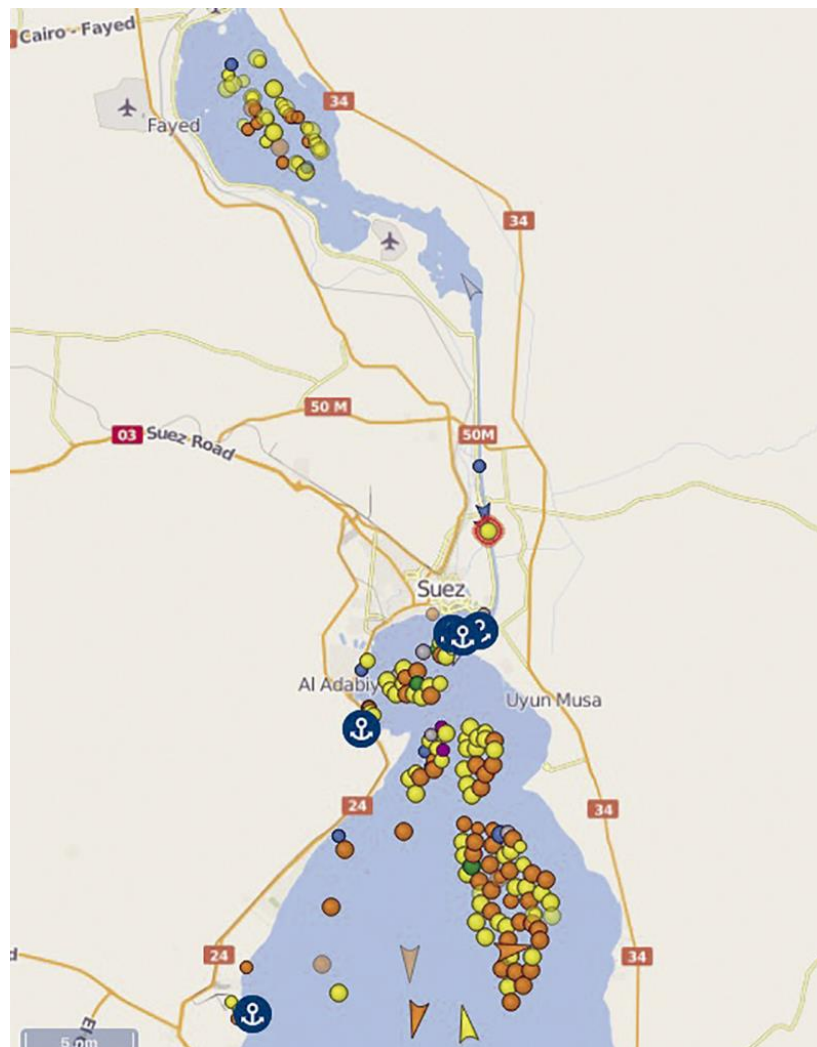 Cairo - Fayed
34
Fayed
34
50 M
03 Suez Road
50M
Suez
Al Adabiy
Uyun Musa
24
34
24
34
5 nm